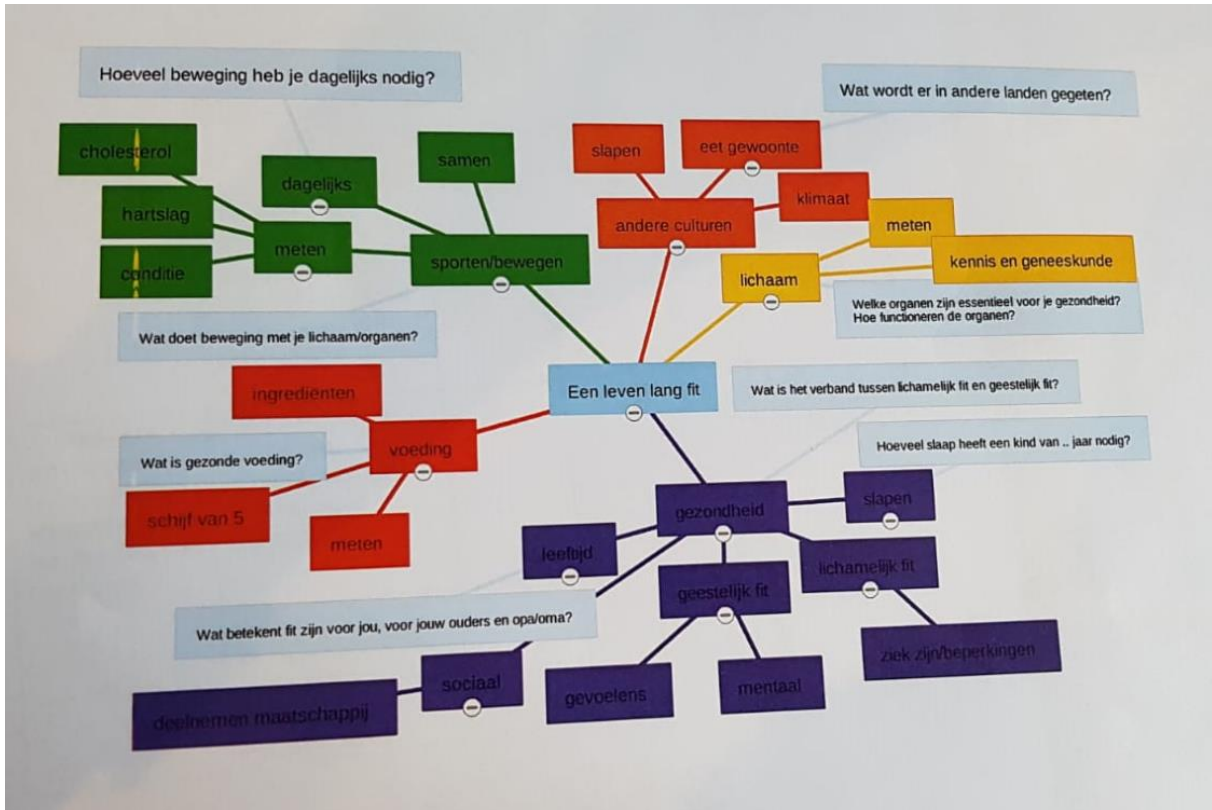 Hoeveel beweging heb je dagelijks nodig?
Wat wordt er in andere landen gegeten?
cholesterol
hartslag
conditie
meten
dagelijks
samen
sporten/bewegen
Wat doet beweging met je lichaam/organen?
slapen
eet gewoonte
klimaat
andere culturen
meten
kennis en geneeskunde
lichaam
Welke organen zijn essentieel voor je gezondheid?
Hoe functioneren de organen?
Een leven lang fit
ingrediënten
voeding
Wat is gezonde voeding?
schijf van 5
meten
Wat is het verband tussen lichamelijk fit en geestelijk fit?
Hoeveel slaap heeft een kind van .. jaar nodig?
gezondheid
slapen
leeftijd
geestelijk fit
lichamelijk fit
ziek zijn/beperkingen
Wat betekent fit zijn voor jou, voor jouw ouders en opa/oma?
sociaal
deelnemen maatschappij
gevoelens
mentaal